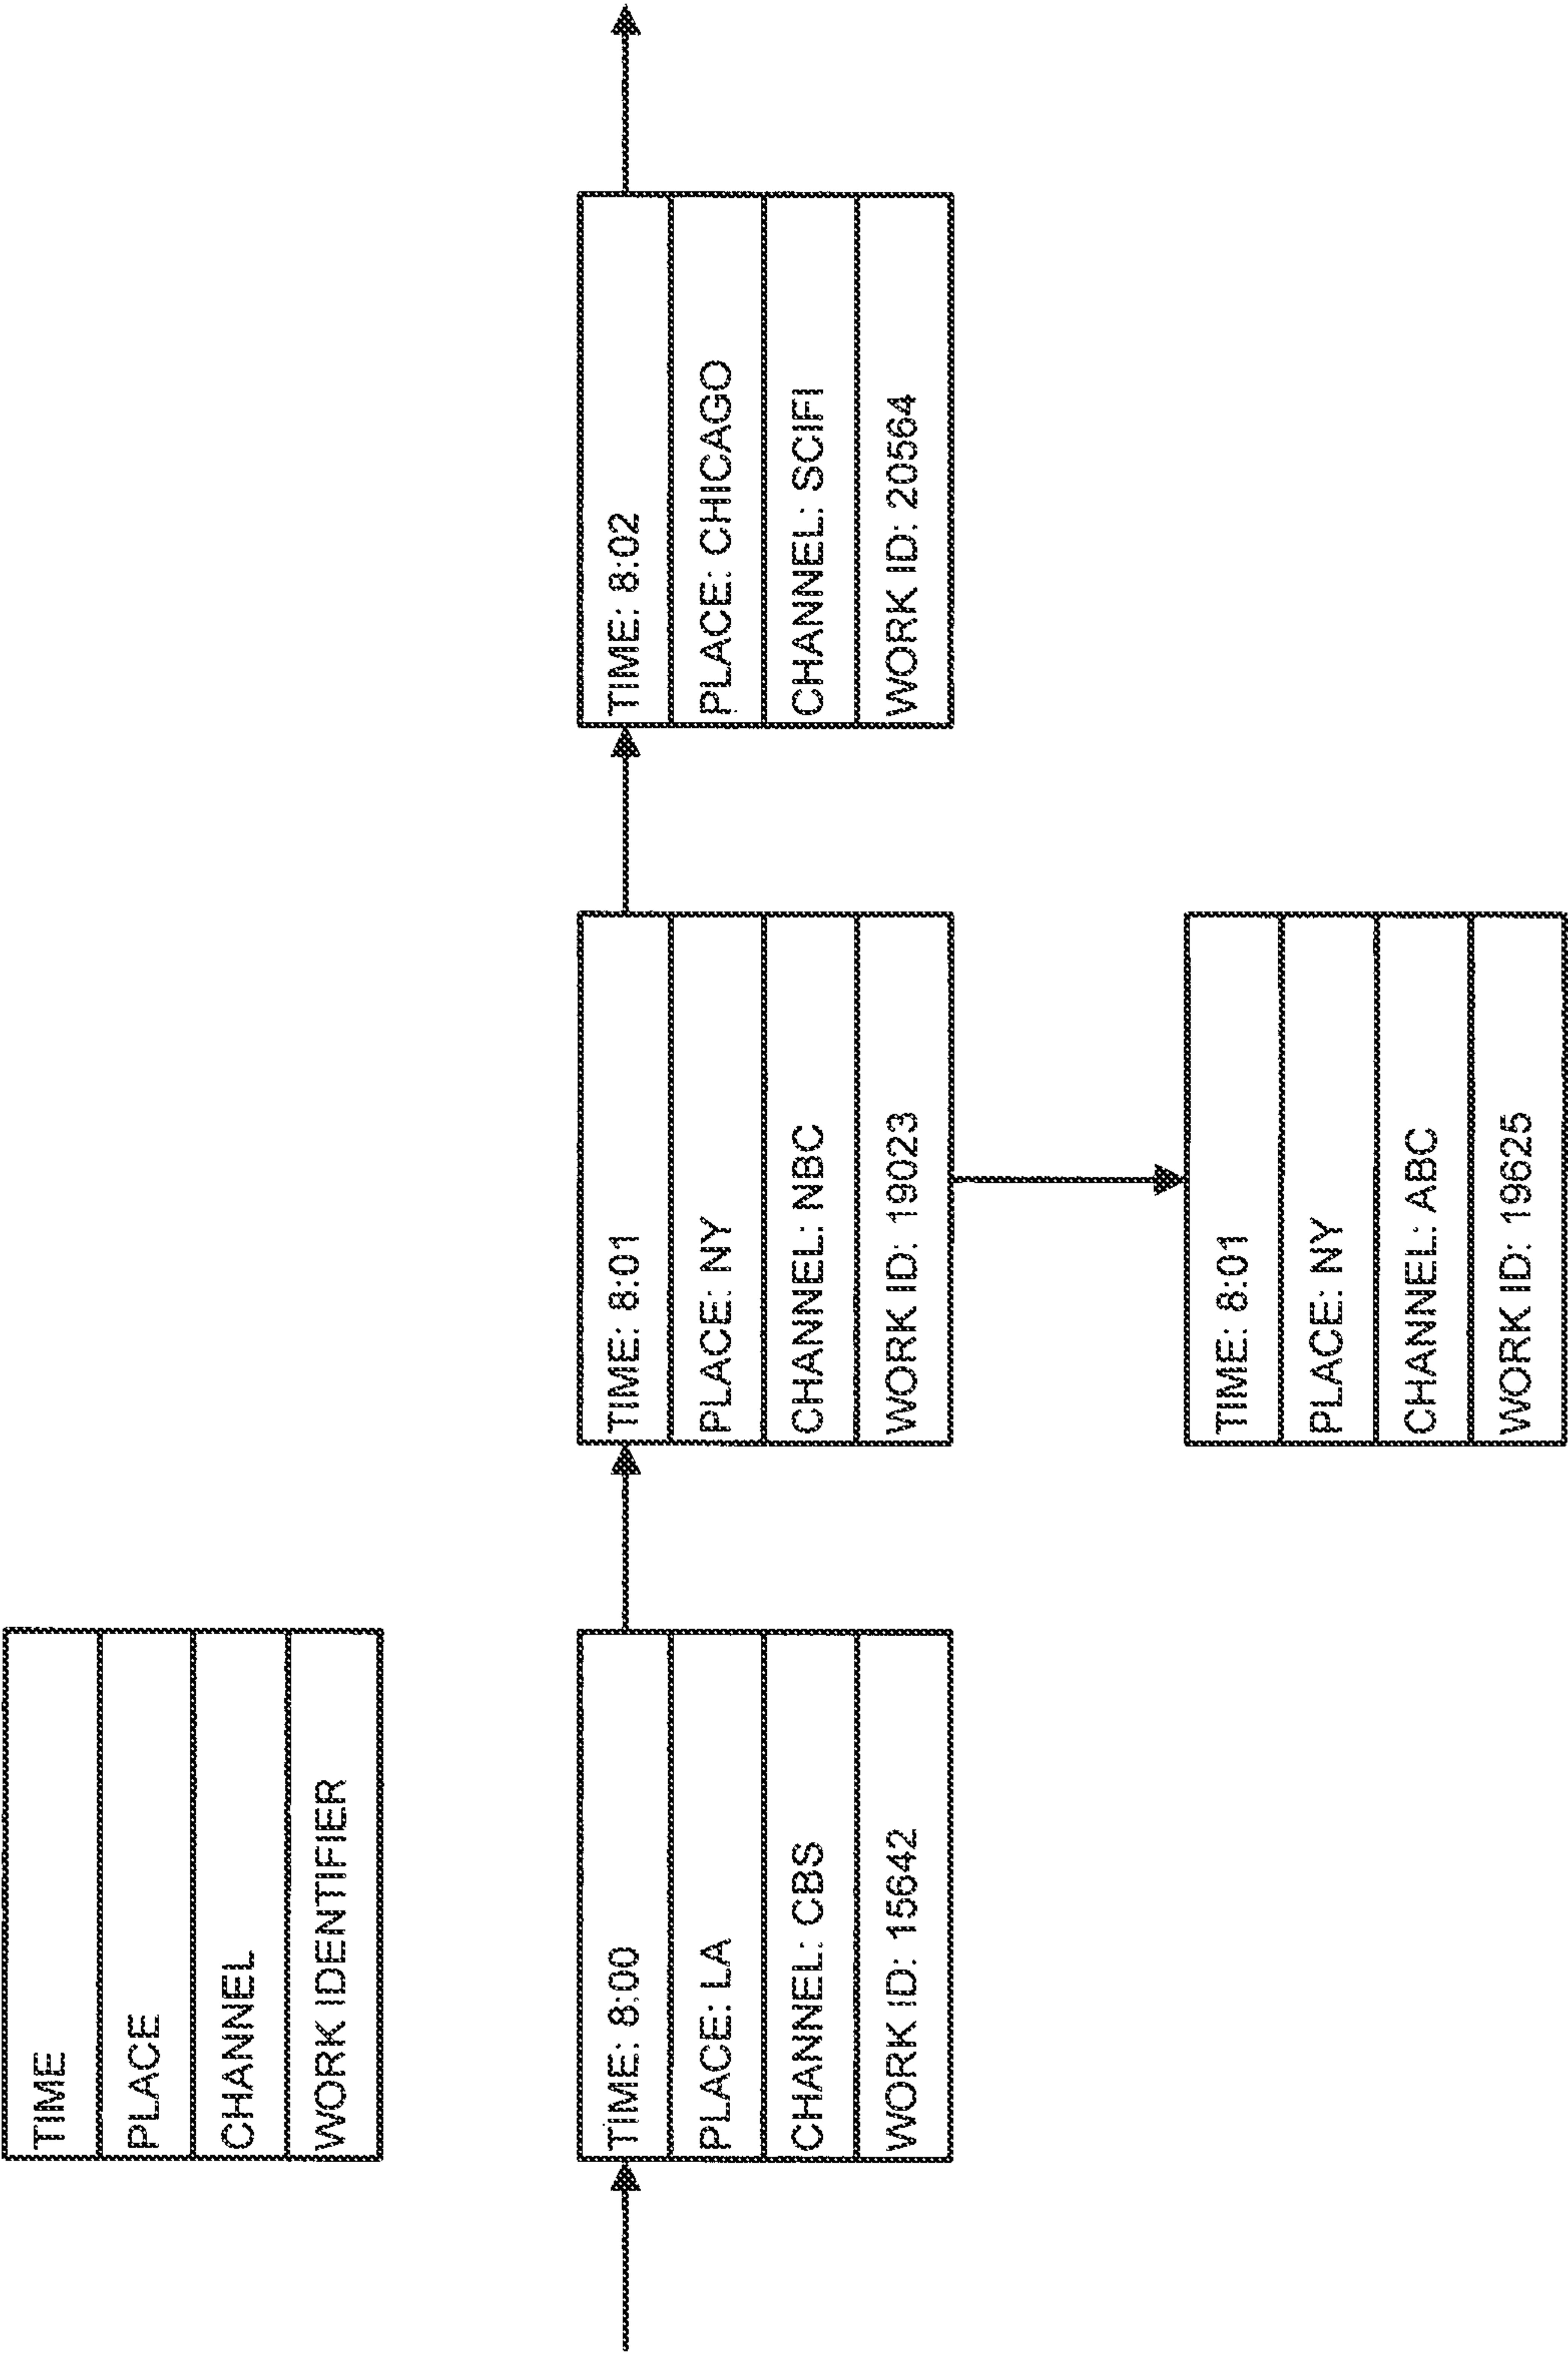 TIME
PLACE
CHANNEL
WORK IDENTIFIER
TIME: 8:00
PLACE: LA
CHANNEL: CBS
WORK ID: 15642
TIME: 8:01
PLACE: NY
CHANNEL: NBC
WORK ID: 19023
TIME: 8:02
PLACE: CHICAGO
CHANNEL: SCIFI
WORK ID: 20564
TIME: 8:01
PLACE: NY
CHANNEL: ABC
WORK ID: 19625